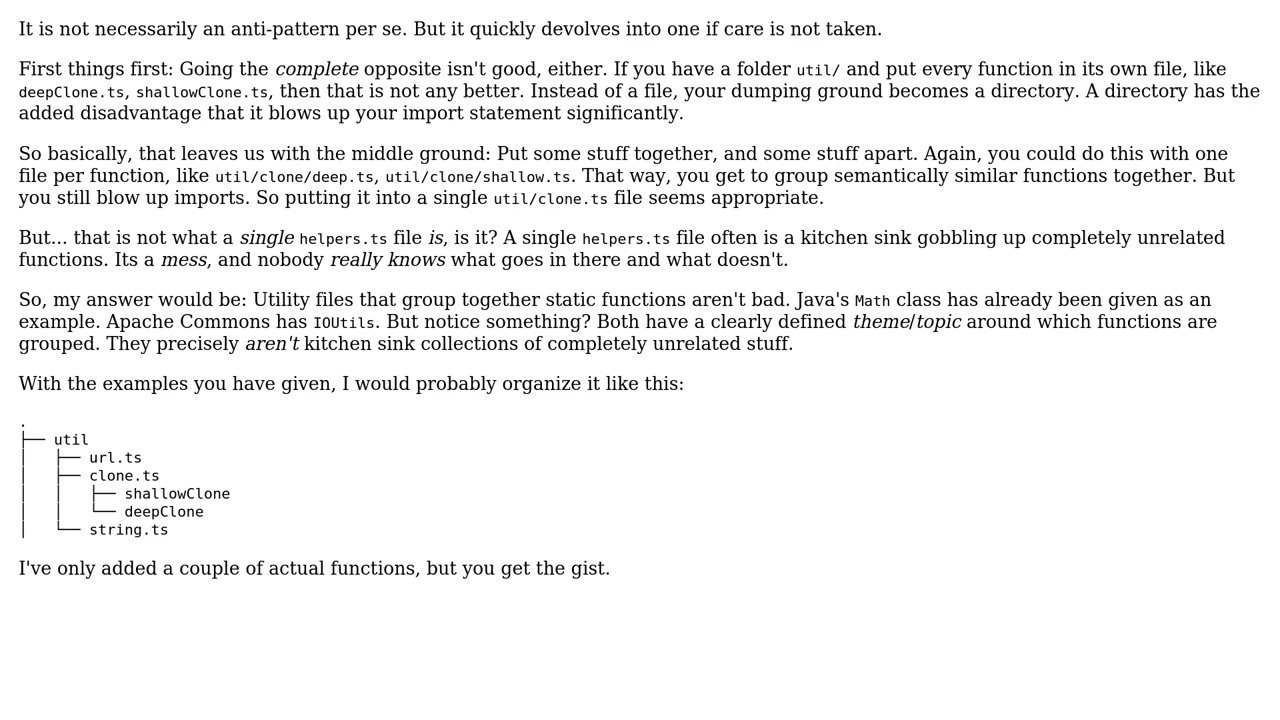 It is not necessarily an anti-pattern per se. But it quickly devolves into one if care is not taken.
First things first: Going the complete opposite isn't good, either. If you have a folder util/ and put every function in its own file, like
deepClone.ts, shallowClone.ts, then that is not any better. Instead of a file, your dumping ground becomes a directory. A directory has the
added disadvantage that it blows up your import statement significantly.
So basically, that leaves us with the middle ground: Put some stuff together, and some stuff apart. Again, you could do this with one
file per function, like util/clone/deep.ts, util/clone/shallow.ts. That way, you get to group semantically similar functions together. But
you still blow up imports. So putting it into a single util/clone.ts file seems appropriate.
But... that is not what a single helpers.ts file is, is it? A single helpers.ts file often is a kitchen sink gobbling up completely unrelated
functions. Its a mess, and nobody really knows what goes in there and what doesn't.
So, my answer would be: Utility files that group together static functions aren't bad. Java's Math class has already been given as an
example. Apache Commons has IOUtils. But notice something? Both have a clearly defined theme/topic around which functions are
grouped. They precisely aren't kitchen sink collections of completely unrelated stuff.
With the examples you have given, I would probably organize it like this:
.
├── util
│   ├── url.ts
│   ├── clone.ts
│   │   ├── shallowClone
│   │   └── deepClone
│   └── string.ts
I've only added a couple of actual functions, but you get the gist.